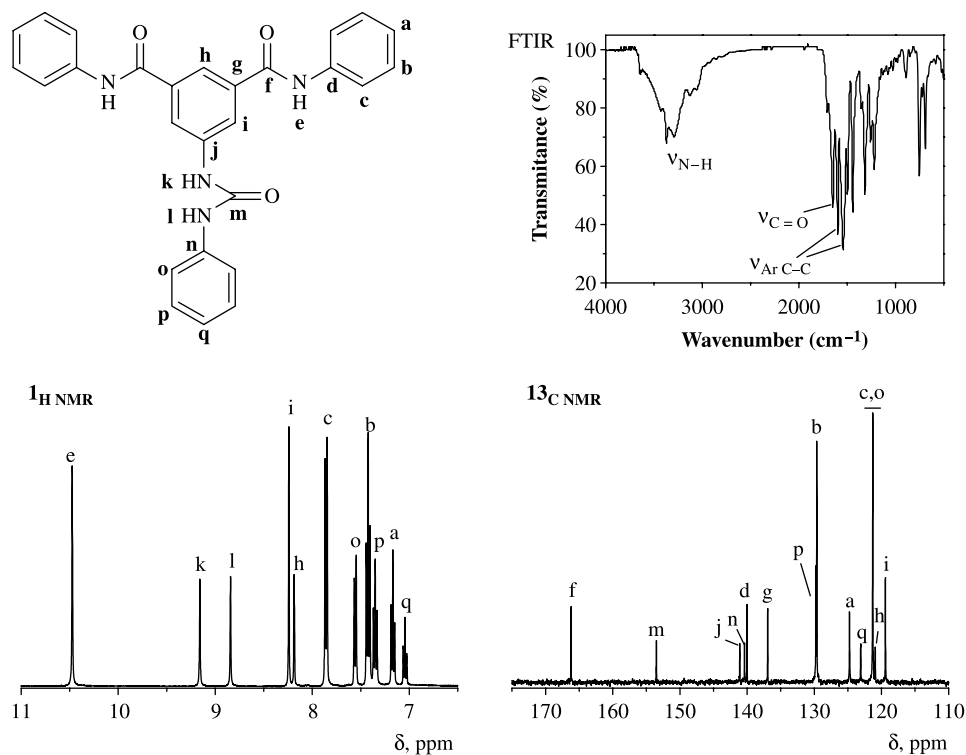 O
O
a
h
g
b
N
H
f
N
H
d
c
e
i
j
k
HN
O
l
HN
m
n
o
p
q
FTIR
100
80
60
40
20
Transmitance (%)
νN−H
νC = O
νAr C–C
4000
3000
2000
1000
Wavenumber (cm−1)
1H NMR
e
k
l
i
h
c
o
b
p
a
q
11
10
9
8
7
δ, ppm
13C NMR
f
m
j
n
d
g
p
b
a
q
c,o
h
i
170
160
150
140
130
120
110
δ, ppm